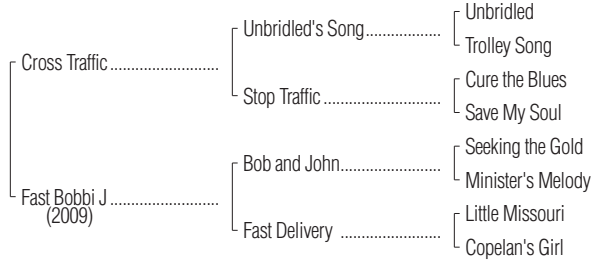 Unbridled
Unbridled's Song
Trolley Song
Cross Traffic
Cure the Blues
Stop Traffic
Save My Soul
Seeking the Gold
Bob and John
Minister's Melody
Fast Bobbi J
(2009)
Little Missouri
Fast Delivery
Copelan's Girl